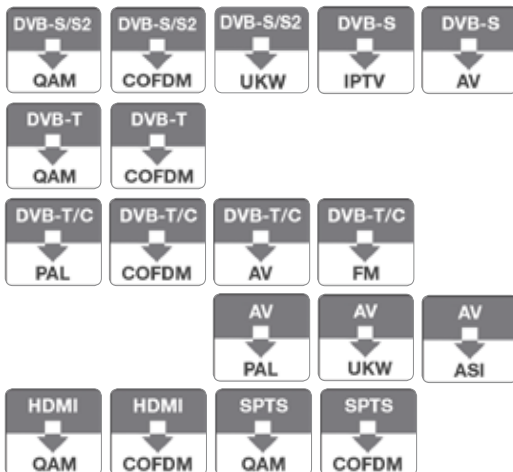 DVB-S/S2 DVB-S/S2 DVB-S/S2 DVB-S DVB-S
QAM COFDM UKW IPTV AV
DVB-T DVB-T
QAM COFDM
DVB-T/C DVB-T/C DVB-T/C DVB-T/C
PAL COFDM AV FM
AV AV AV
PAL UKW ASI
HDMI HDMI SPTS SPTS
QAM COFDM QAM COFDM